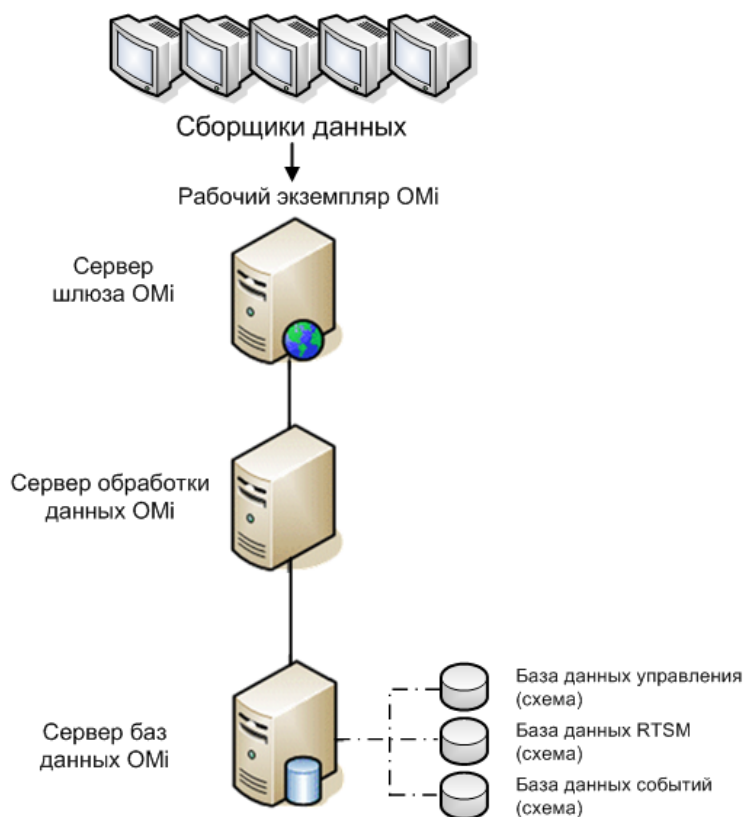 Сборщики данных
Рабочий экземпляр OMi
Сервер
шлюза OMi
Сервер обработки
данных OMi
Сервер баз
данных OMi
База данных управления
(схема)
База данных RTSM
(схема)
База данных событий
(схема)